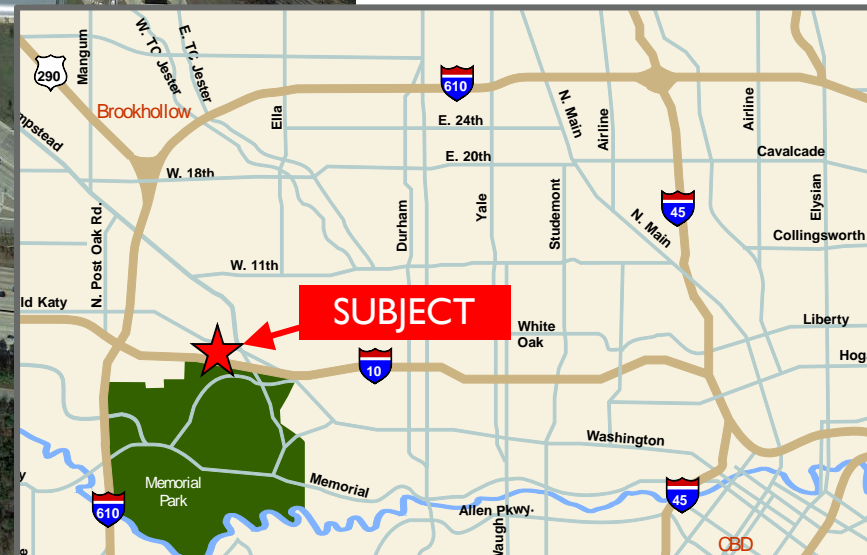 290
Mangum
W. TC Jester
E. TC Jester
Brookhollow
mpstead
610
Ella
E. 24th
N. Main
Airline
Airline
E. 20th
Cavalcade
W. 18th
N. Post Oak Rd.
Durham
Yale
Studemont
45
N. Main
Elysian
Collingsworth
W. 11th
ld Katy
SUBJECT
White
Oak
Liberty
Hog
10
Washington
Memorial
Park
Memorial
610
Allen Pkwy.
Waugh
45
CBD
y
e